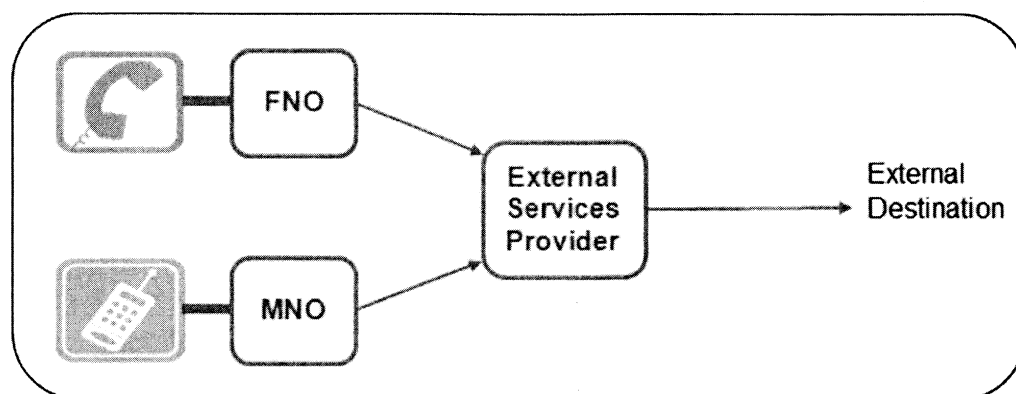 FNO
External
Services
Provider
External
Destination
MNO